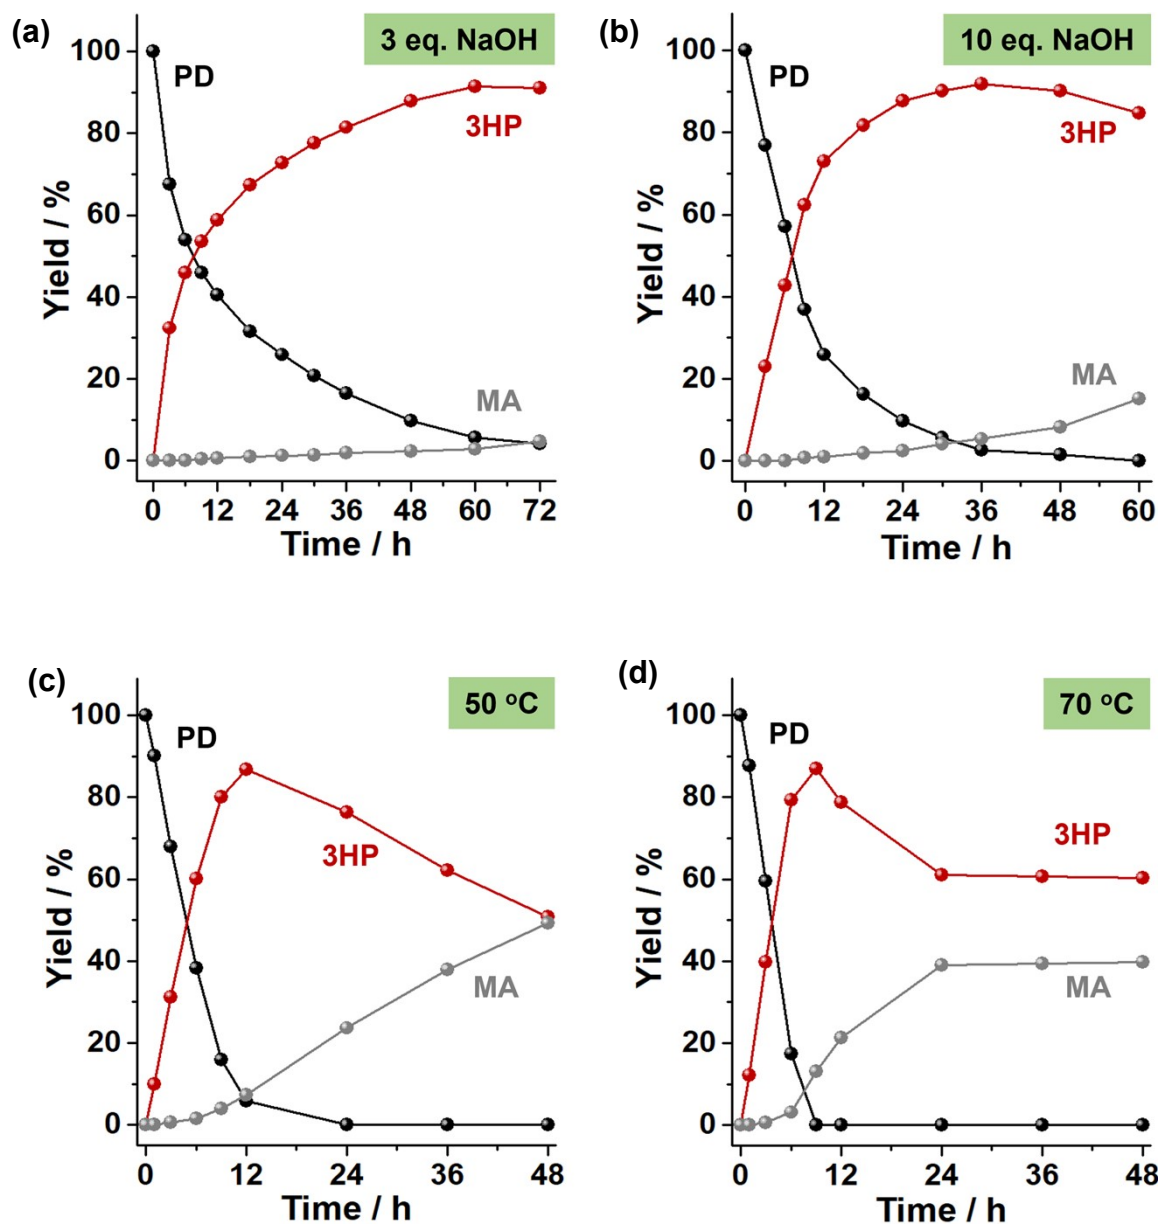 (a)
3 eq. NaOH
PD
3HP
MA
Yield / %
100
80
60
40
20
0
0 12 24 36 48 60 72
Time / h
(b)
10 eq. NaOH
PD
3HP
MA
Yield / %
100
80
60
40
20
0
0 12 24 36 48 60
Time / h
(c)
50 °C
PD
3HP
MA
Yield / %
100
80
60
40
20
0
0 12 24 36 48
Time / h
(d)
70 °C
PD
3HP
MA
Yield / %
100
80
60
40
20
0
0 12 24 36 48
Time / h